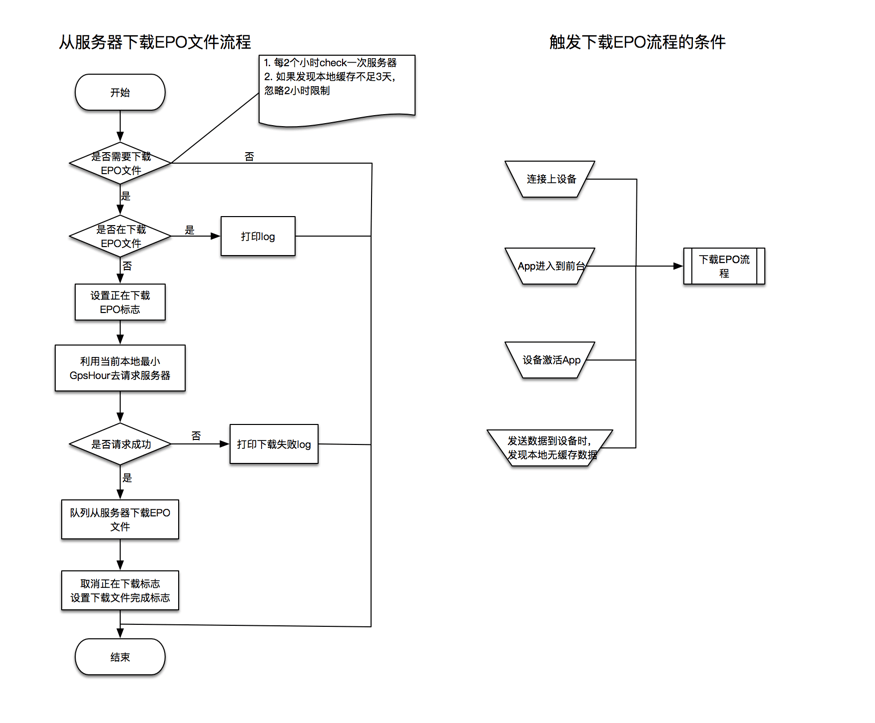 从服务器下载EPO文件流程
触发下载EPO流程的条件
1. 每2个小时check一次服务器
2. 如果发现本地缓存不足3天，
忽略2小时限制
开始
是否需要下载
EPO文件
否
是
是否在下载
EPO文件
是
打印log
否
设置正在下载
EPO标志
利用当前本地最小
GpsHour去请求服务器
是否请求成功
否
打印下载失败log
是
队列从服务器下载EPO
文件
取消正在下载标志
设置下载文件完成标志
结束
连接上设备
App进入到前台
下载EPO流
程
设备激活App
发送数据到设备时，
发现本地无缓存数据